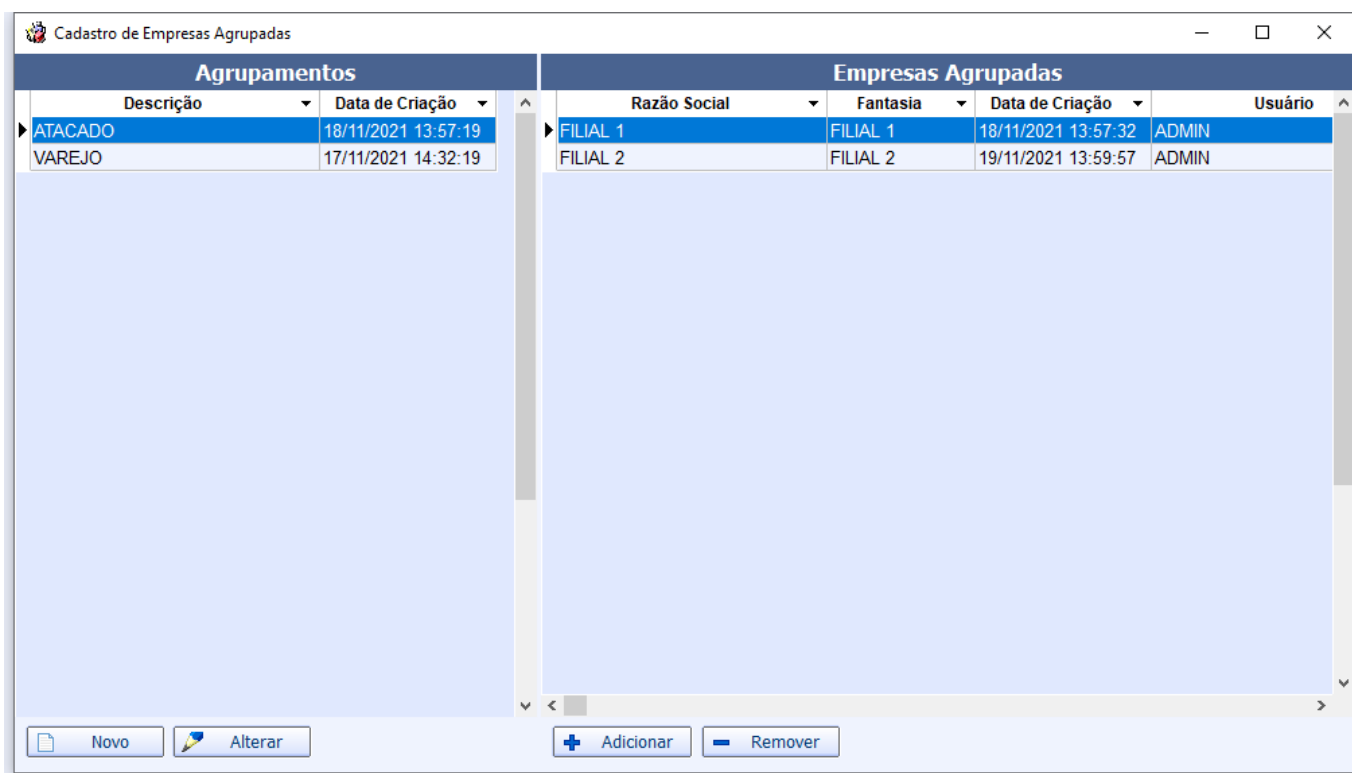 Cadastro de Empresas Agrupadas
Agrupamentos
Descrição Data de Criação
ATACADO 18/11/2021 13:57:19
VAREJO 17/11/2021 14:32:19
Novo Alterar
Empresas Agrupadas
Razão Social Fantasia Data de Criação Usuário
FILIAL 1 FILIAL 1 18/11/2021 13:57:32 ADMIN
FILIAL 2 FILIAL 2 19/11/2021 13:59:57 ADMIN
Adicionar Remover